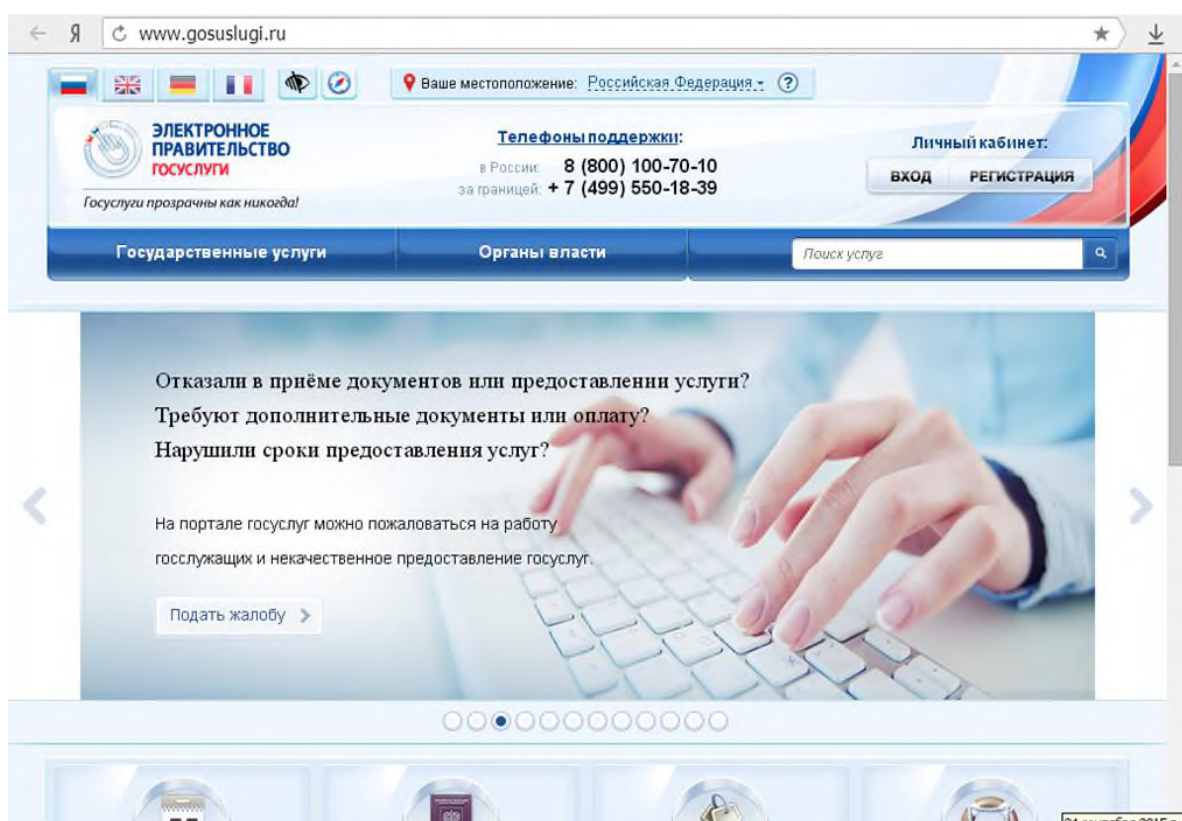 Я www.gosuslugi.ru
Ваше местоположение: Российская Федерация ?
ЭЛЕКТРОННОЕ
ПРАВИТЕЛЬСТВО
ГОСУСЛУГИ
Госуслуги прозрачны как никогда!
Телефоны поддержки:
в России: 8 (800) 100-70-10
за границей: + 7 (499) 550-18-39
Личный кабинет:
ВХОД РЕГИСТРАЦИЯ
Государственные услуги Органы власти Поиск услуг
Отказали в приёме документов или предоставлении услуги?
Требуют дополнительные документы или оплату?
Нарушили сроки предоставления услуг?
На портале госуслуг можно пожаловаться на работу
госслужащих и некачественное предоставление госуслуг.
Подать жалобу